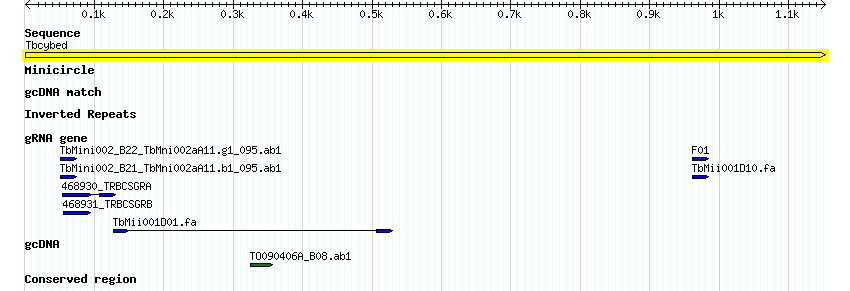 0.1k 0.2k 0.3k 0.4k 0.5k 0.6k 0.7k 0.8k 0.9k 1k 1.1k
Sequence
Tbcybed
Minicircle
gcDNA match
Inverted Repeats
gRNA gene
TbMini002_B22_TbMni002aA11.g1_095.ab1 F01
TbMini002_B21_TbMni002aA11.b1_095.ab1 TbMii001D10.fa
468930_TRBCSGRA
468931_TRBCSGRB
TbMii001D01.fa
gcDNA
TO090406A_B08.ab1
Conserved region